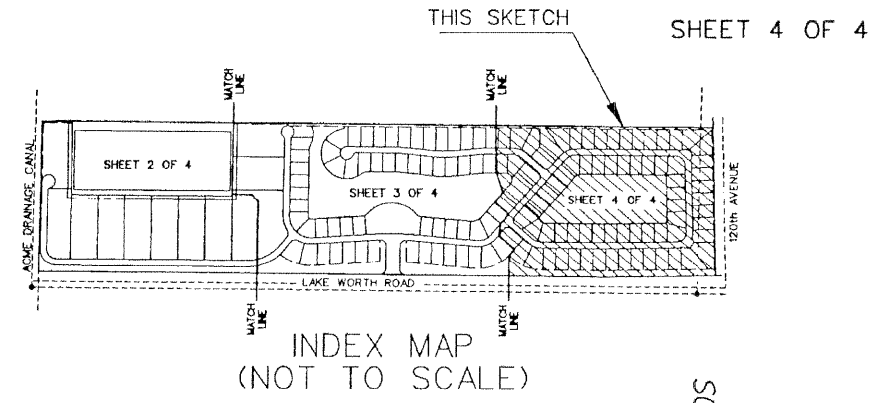 THIS SKETCH
SHEET 4 OF 4
MATCH
LINE
MATCH
LINE
ACME DRAINAGE CANAL
SHEET 2 OF 4
SHEET 3 OF 4
SHEET 4 OF 4
120th AVENUE
LAKE WORTH ROAD
MATCH
LINE
MATCH
LINE
INDEX MAP
(NOT TO SCALE)